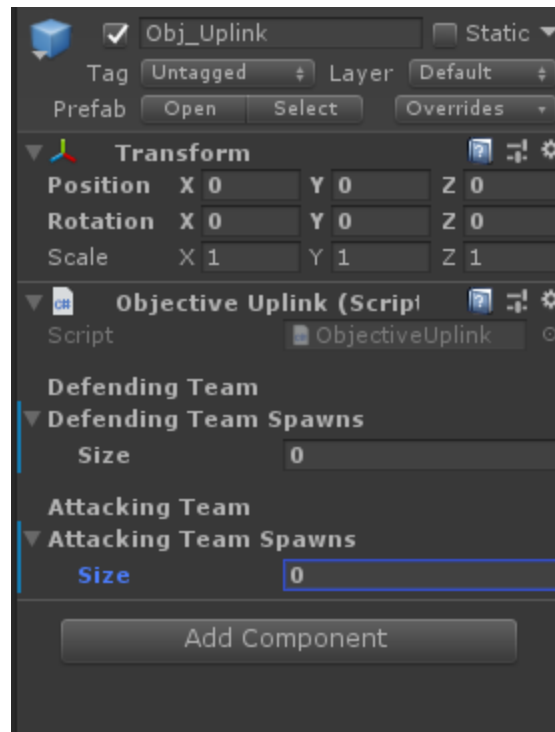 Obj_Uplink Static
Tag Untagged Layer Default
Prefab Open Select Overrides
Transform
Position X 0 Y 0 Z 0
Rotation X 0 Y 0 Z 0
Scale X 1 Y 1 Z 1
c# Objective Uplink (Script
Script ObjectiveUplink
Defending Team
Defending Team Spawns
Size 0
Attacking Team
Attacking Team Spawns
Size 0
Add Component